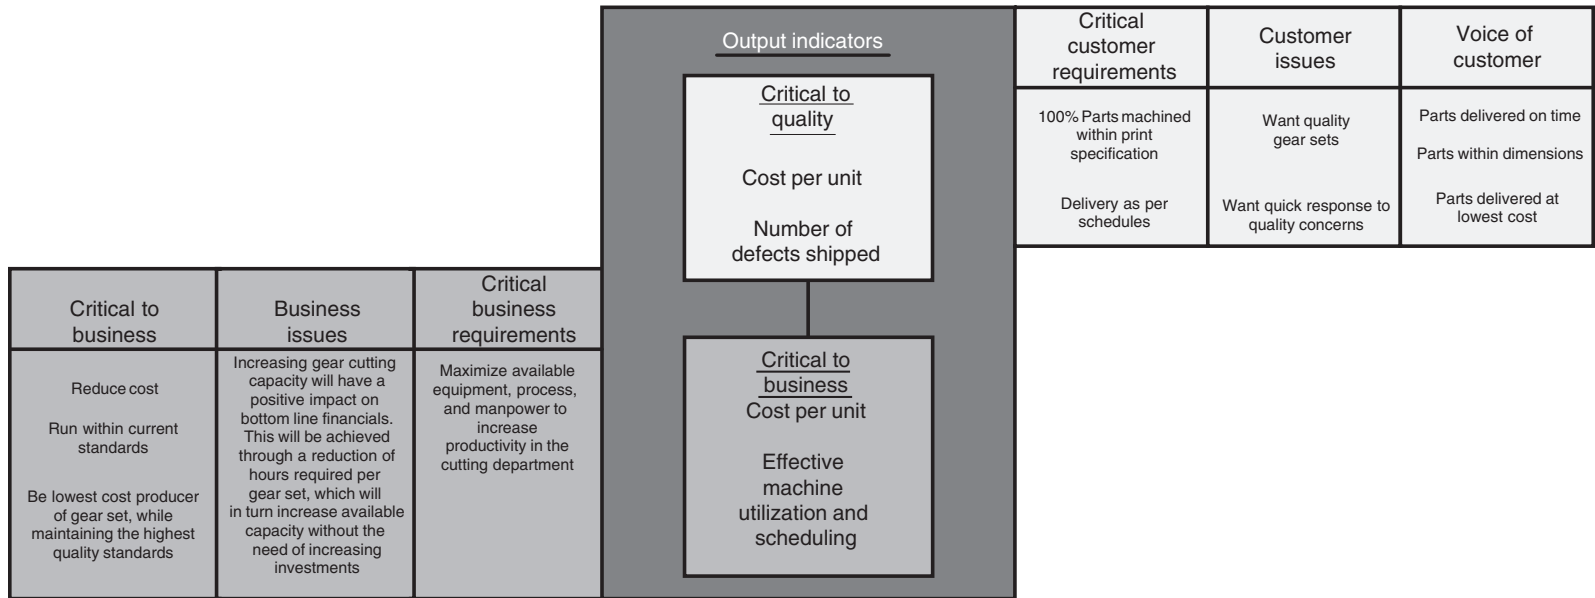 Output indicators
Critical to
quality
Cost per unit
Number of
defects shipped
Critical to
business
Cost per unit
Effective
machine
utilization and
scheduling
Critical
customer
requirements
100% Parts machined
within print
specification
Delivery as per
schedules
Customer
issues
Want quality
gear sets
Want quick response to
quality concerns
Voice of
customer
Parts delivered on time
Parts within dimensions
Parts delivered at
lowest cost
Critical to
business
Reduce cost
Run within current
standards
Be lowest cost producer
of gear set, while
maintaining the highest
quality standards
Business
issues
Increasing gear cutting
capacity will have a
positive impact on
bottom line financials.
This will be achieved
through a reduction of
hours required per
gear set, which will
in turn increase available
capacity without the
need of increasing
investments
Critical
business
requirements
Maximize available
equipment, process,
and manpower to
increase
productivity in the
cutting department